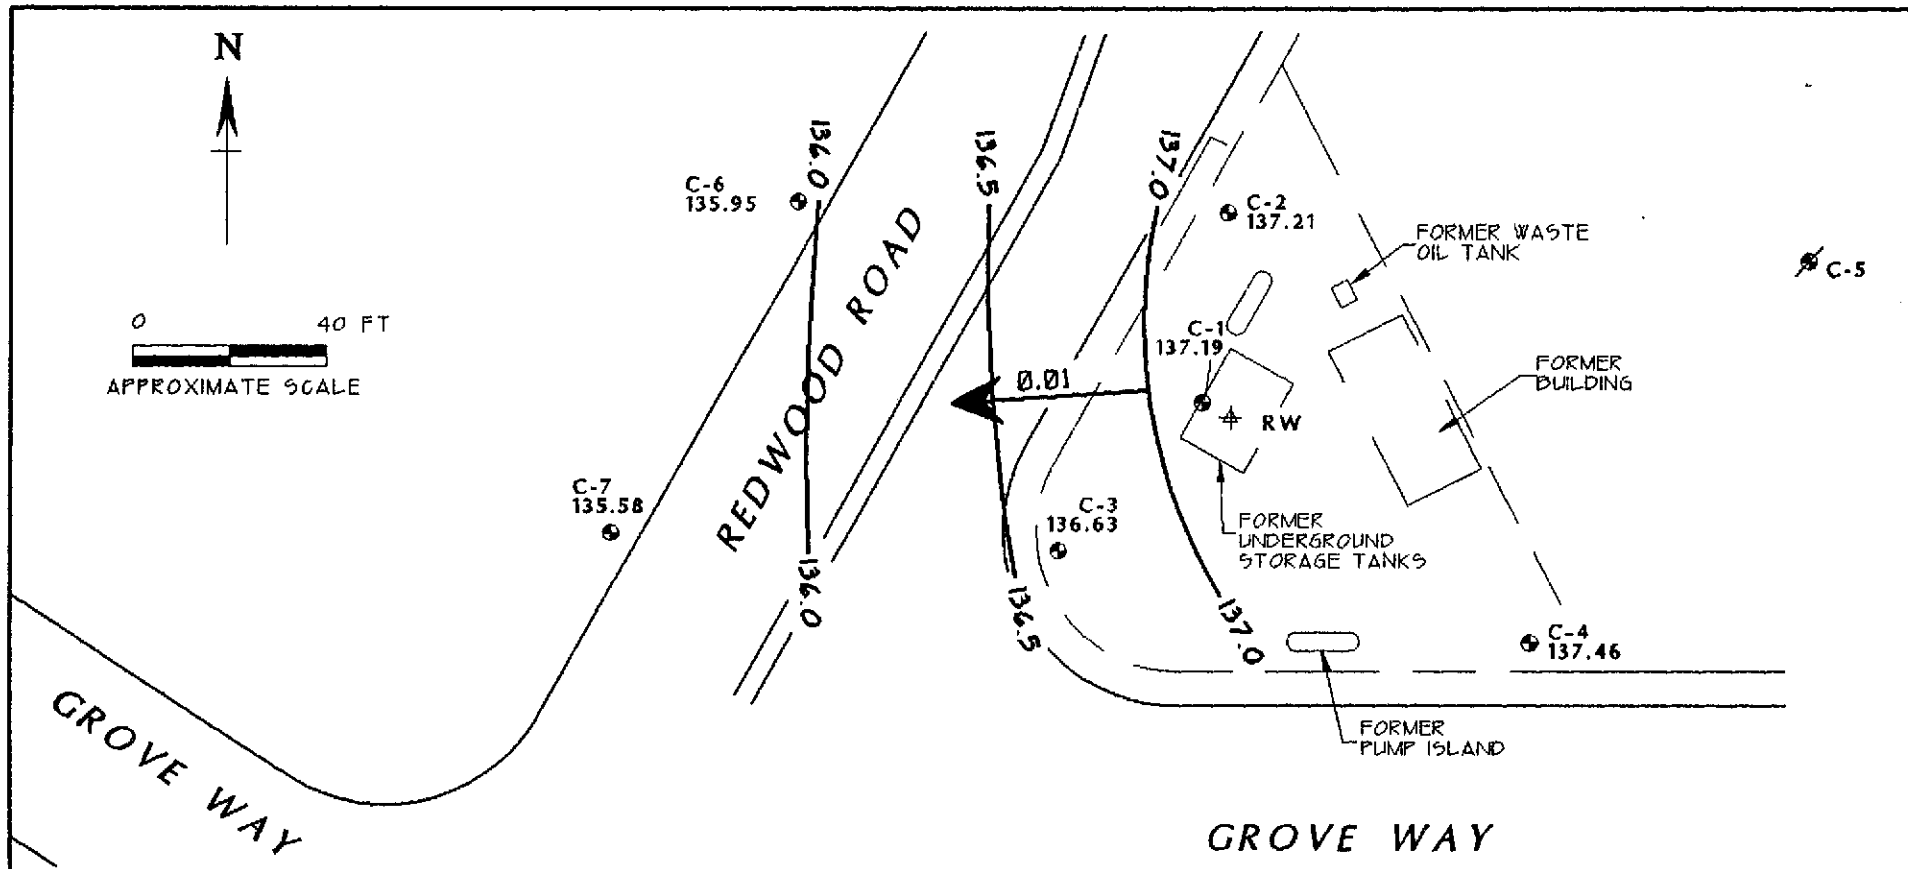 N
0 40 FT
APPROXIMATE SCALE
C-6
135.95
136.0
136.5
137.0
C-2
137.21
FORMER WASTE
OIL TANK
C-5
REDWOOD ROAD
C-1
137.19
0.01
RW
FORMER
BUILDING
C-7
135.58
C-3
136.63
FORMER
UNDERGROUND
STORAGE TANKS
136.0
136.5
137.0
C-4
137.46
FORMER
PUMP ISLAND
GROVE WAY
GROVE WAY